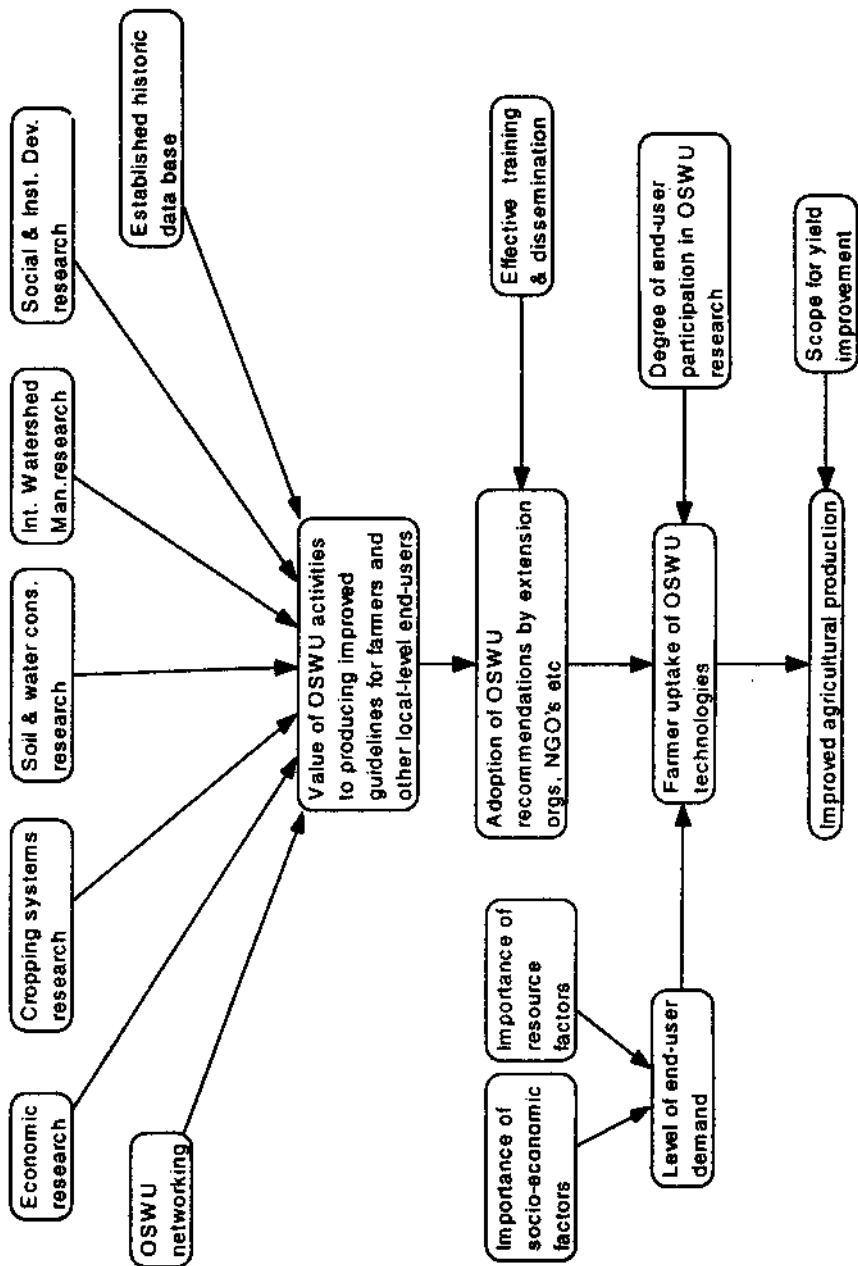 Economic
research
Cropping systems
research
Soil & water cons.
research
Int. Watershed
Man.research
Social & Inst. Dev.
research
OSWU
networking
Established historic
data base
Value of OSWU activities
to producing improved
guidelines for farmers and
other local-level end-users
Importance of
socio-economic
factors
Importance of
resource
factors
Adoption of OSWU
recommendations by extension
orgs, NGO's etc
Effective training
& dissemination
Level of end-user
demand
Farmer uptake of OSWU
technologies
Degree of end-user
participation in OSWU
research
Improved agricultural production
Scope for yield
improvement